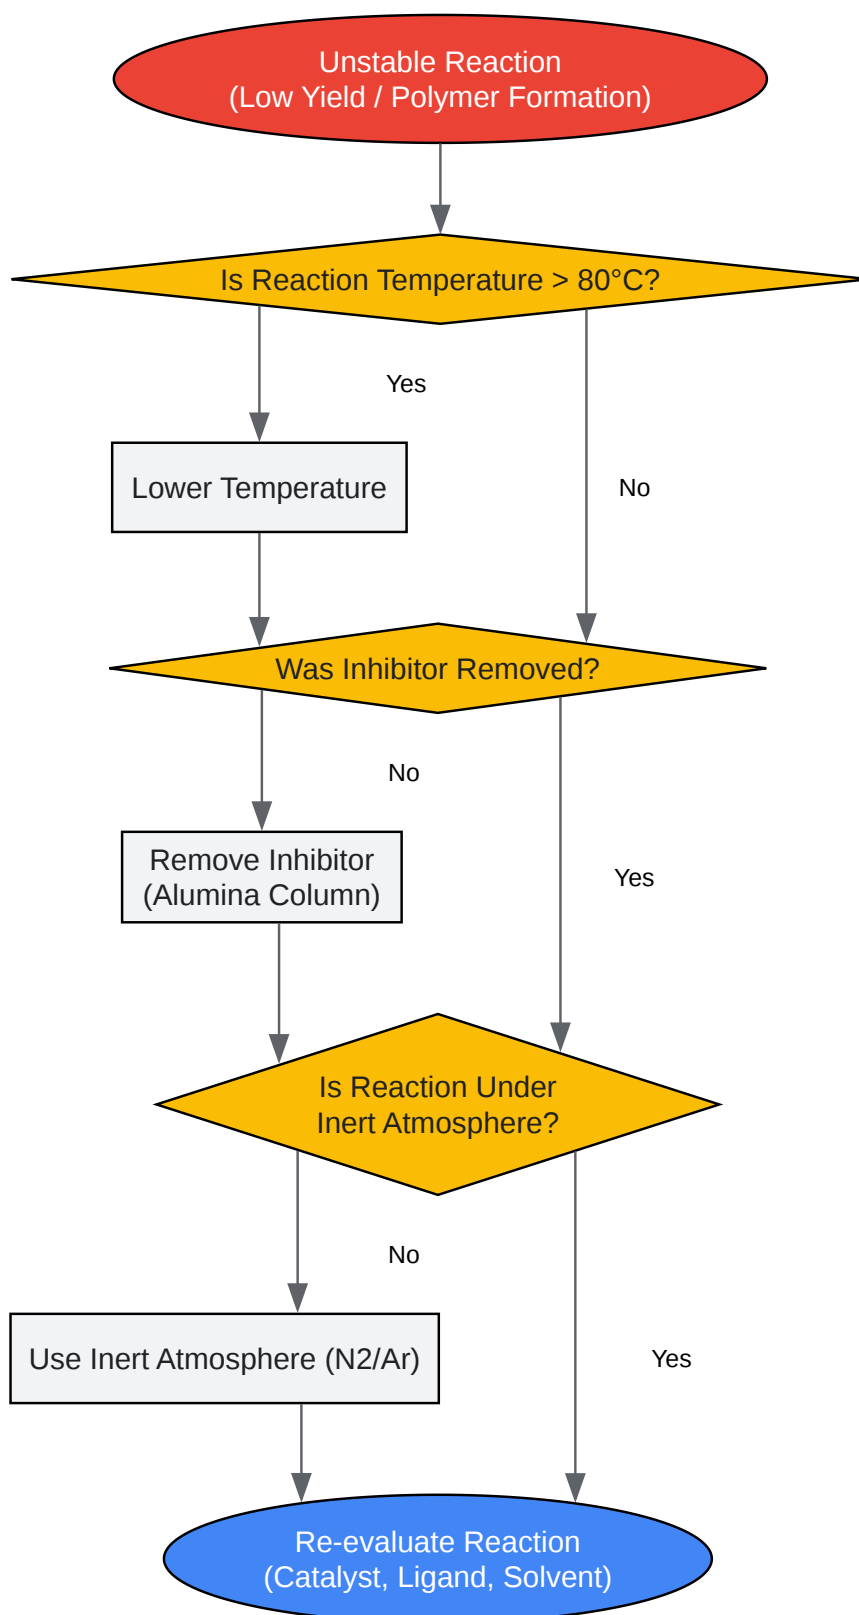 Unstable Reaction
(Low Yield / Polymer Formation)
Is Reaction Temperature > 80°C?
Yes
Lower Temperature
No
Was Inhibitor Removed?
No
Remove Inhibitor
(Alumina Column)
Yes
Is Reaction Under
Inert Atmosphere?
No
Use Inert Atmosphere (N2/Ar)
Yes
Re-evaluate Reaction
(Catalyst, Ligand, Solvent)